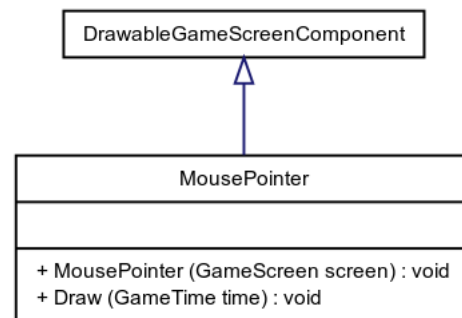 DrawableGameScreenComponent
MousePointer
+ MousePointer (GameScreen screen) : void
+ Draw (GameTime time) : void